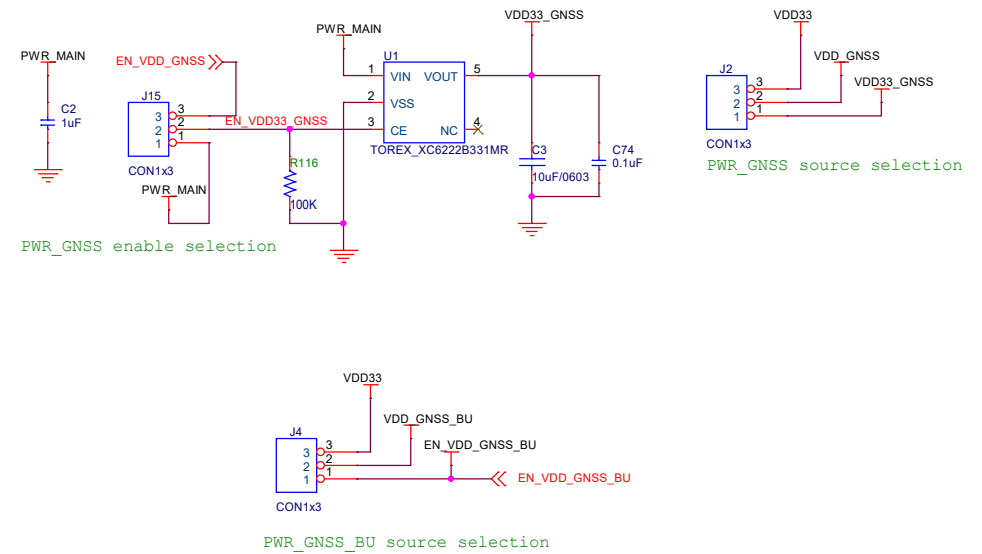 VDD33_GNSS
VDD33
PWR_MAIN
PWR_MAIN
EN_VDD_GNSS
U1
VDD_GNSS
1 VIN VOUT 5
J2
VDD33_GNSS
C2
1uF
J15
3 3
2 2
1 1
2 VSS
3 3
2 2
1 1
EN_VDD33_GNSS
3 CE NC 4
TOREX_XC6222B331MR
R116
100K
C3
10uF/0603
C74
0.1uF
CON1x3
CON1x3
PWR_GNSS source selection
PWR_MAIN
PWR_GNSS enable selection
VDD33
VDD_GNSS_BU
J4
EN_VDD_GNSS_BU
3 3
2 2
1 1
EN_VDD_GNSS_BU
CON1x3
PWR_GNSS_BU source selection